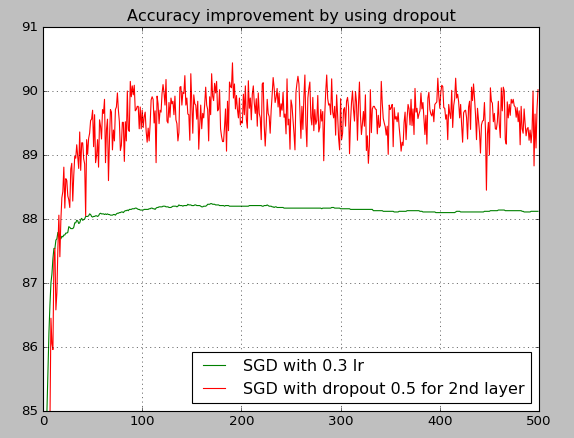 Accuracy improvement by using dropout
91
90
89
88
87
86
85
SGD with 0.3 lr
SGD with dropout 0.5 for 2nd layer
0 100 200 300 400 500